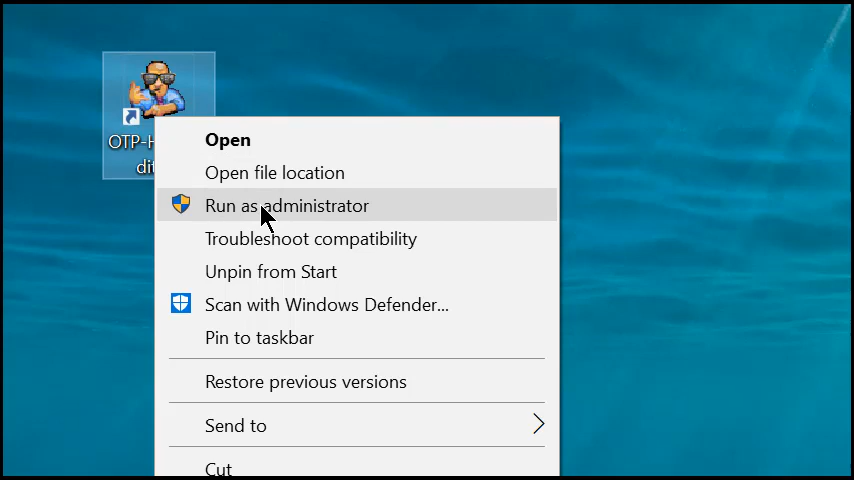 OTP-H
dit
Open
Open file location
Run as administrator
Troubleshoot compatibility
Unpin from Start
Scan with Windows Defender...
Pin to taskbar
Restore previous versions
Send to
Cut